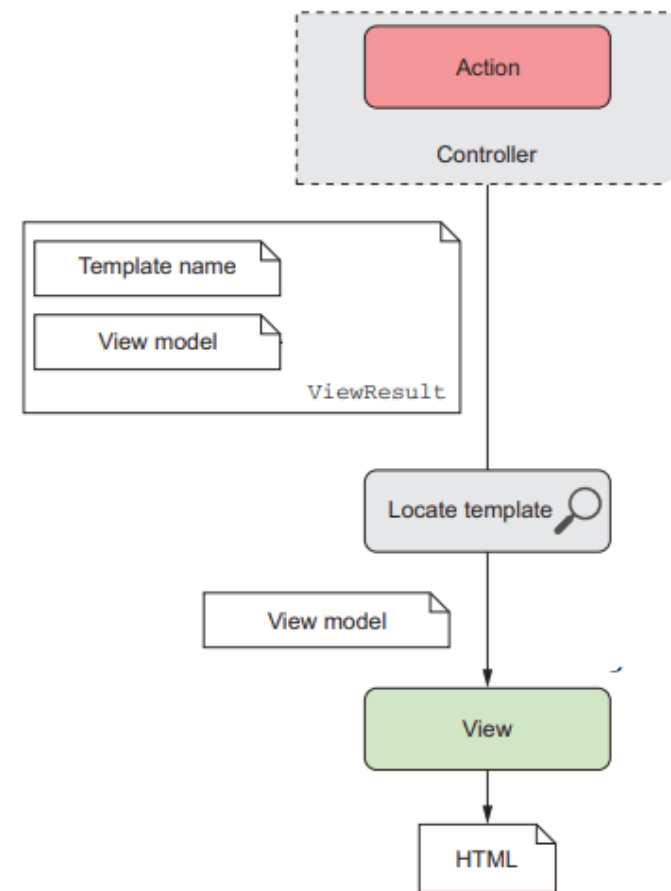 Action
Controller
Template name
View model
ViewResult
Locate template
View model
View
HTML